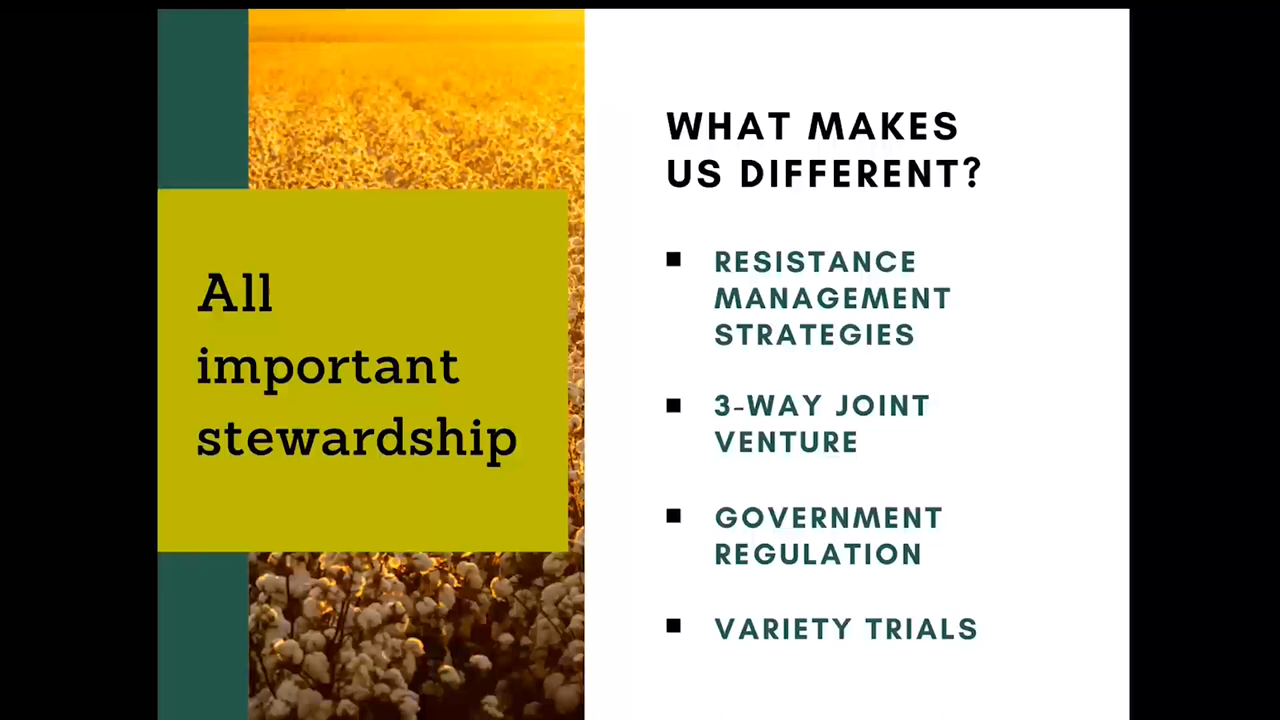 All
important
stewardship
WHAT MAKES
US DIFFERENT?
RESISTANCE
MANAGEMENT
STRATEGIES
3-WAY JOINT
VENTURE
GOVERNMENT
REGULATION
VARIETY TRIALS